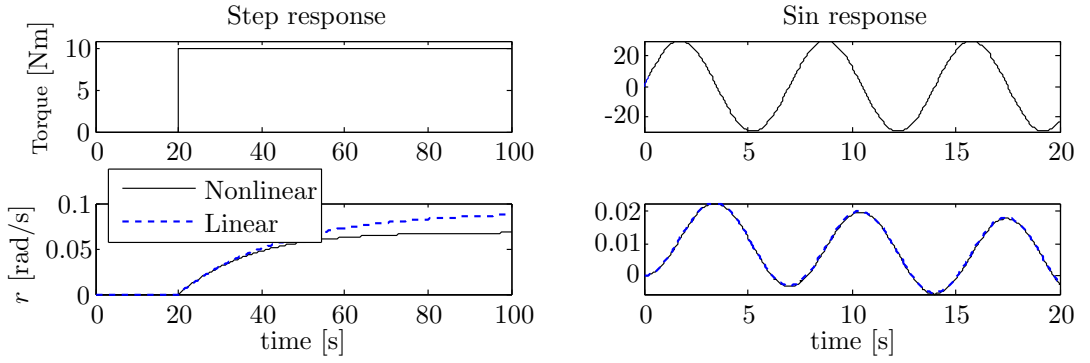 Step response
Torque [Nm]
10
5
0
0 20 40 60 80 100
Sin response
20
0
-20
0 5 10 15 20
Nonlinear
Linear
r [rad/s]
0.1
0.05
0
0 20 40 60 80 100
time [s]
0.02
0.01
0
0 5 10 15 20
time [s]